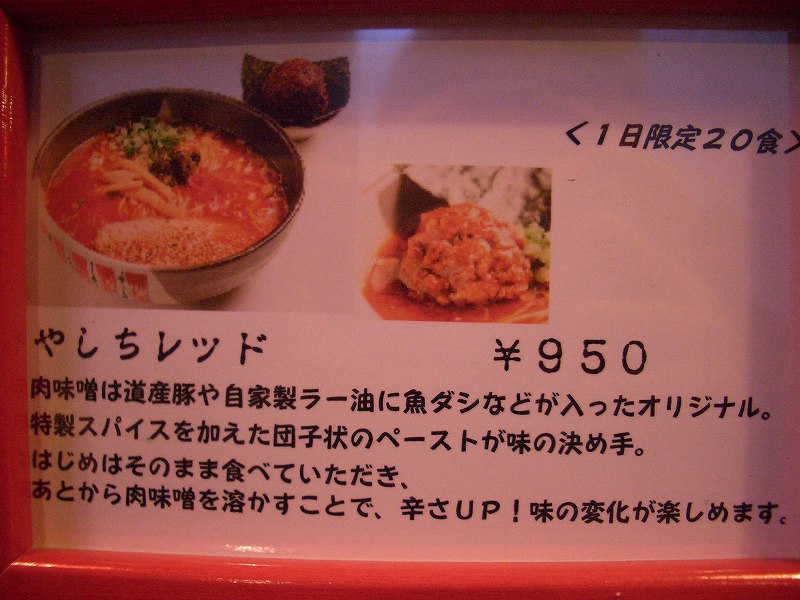 <1日限定20食>
やしちレッド
￥950
肉味噌は道産豚や自家製ラー油に魚ダシなどが入ったオリジナル。
特製スパイスを加えた団子状のペーストが味の決め手。
はじめはそのまま食べていただき、
あとから肉味噌を溶かすことで、辛さUP！味の変化が楽しめます。